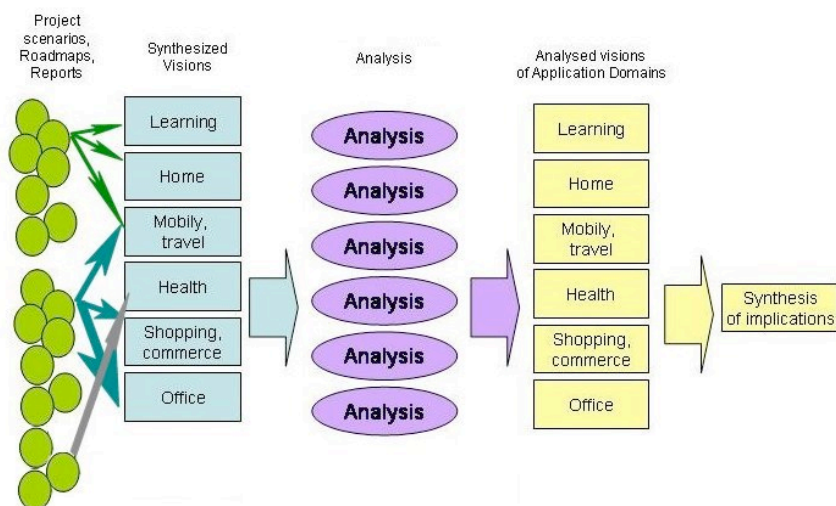 Project
scenarios,
Roadmaps,
Reports
Synthesized
Visions
Analysis
Analysed visions
of Application Domains
Learning
Home
Mobily,
travel
Health
Shopping,
commerce
Office
Analysis
Analysis
Analysis
Analysis
Analysis
Analysis
Learning
Home
Mobily,
travel
Health
Shopping,
commerce
Office
Synthesis
of implications